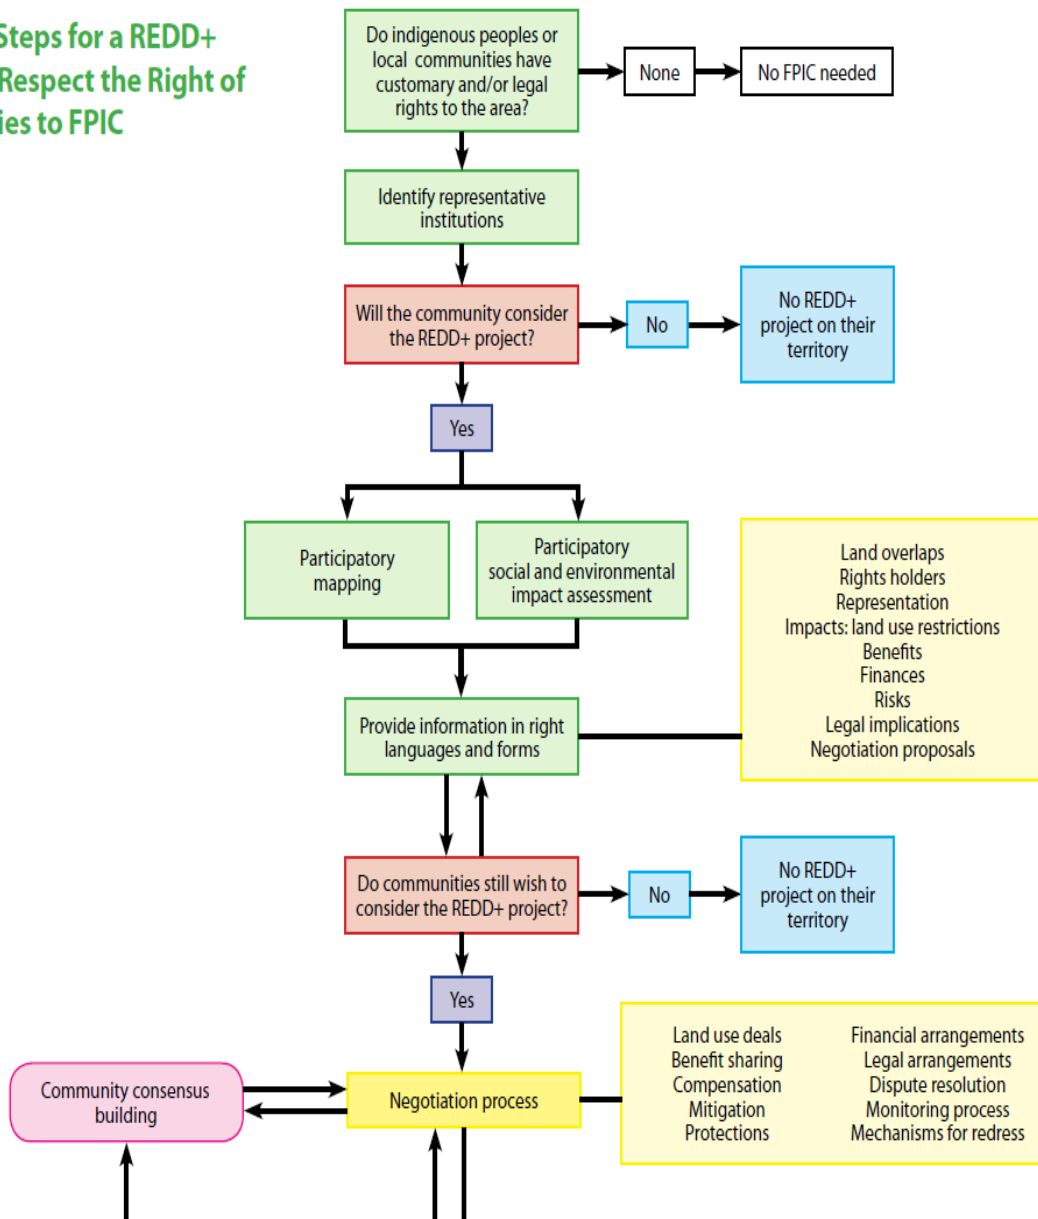 Steps for a REDD+
Respect the Right of
ies to FPIC
Do indigenous peoples or
local communities have
customary and/or legal
rights to the area?
None
No FPIC needed
Identify representative
institutions
Will the community consider
the REDD+ project?
No
No REDD+
project on their
territory
Yes
Participatory
mapping
Participatory
social and environmental
impact assessment
Land overlaps
Rights holders
Representation
Impacts: land use restrictions
Benefits
Finances
Risks
Legal implications
Negotiation proposals
Provide information in right
languages and forms
Do communities still wish to
consider the REDD+ project?
No
No REDD+
project on their
territory
Yes
Community consensus
building
Negotiation process
Land use deals
Benefit sharing
Compensation
Mitigation
Protections
Financial arrangements
Legal arrangements
Dispute resolution
Monitoring process
Mechanisms for redress